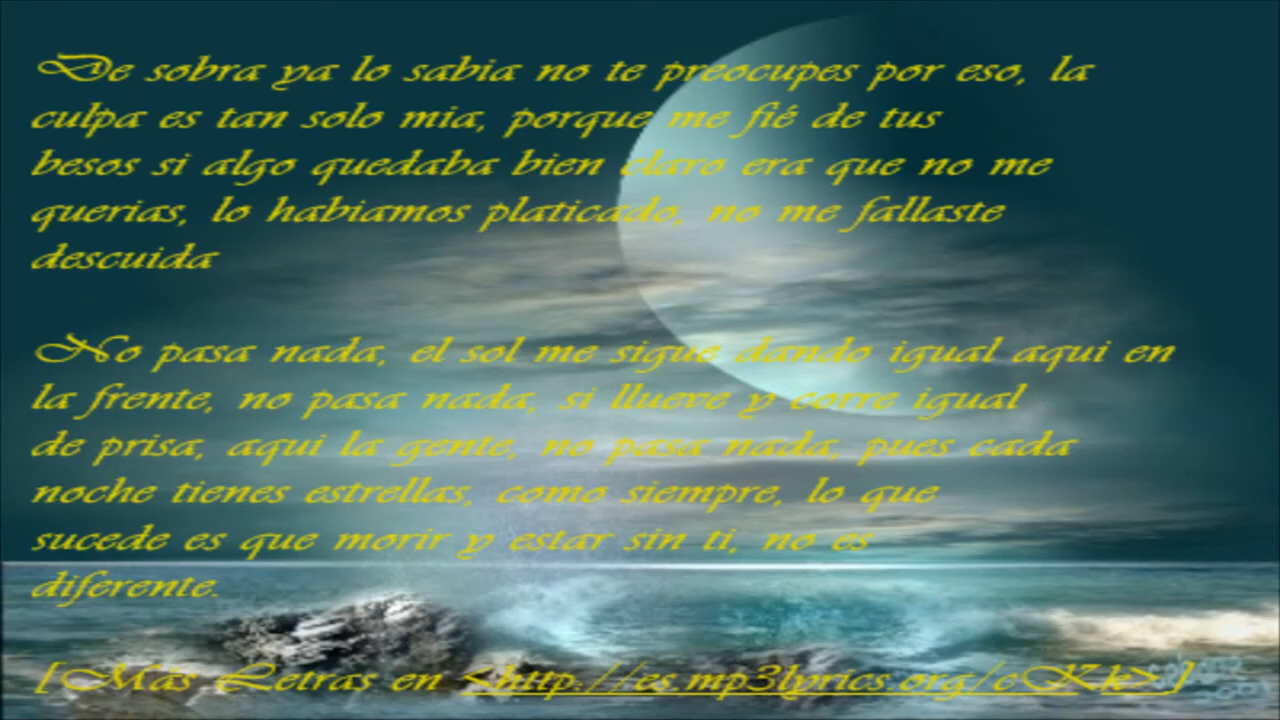 De sobra ya lo sabia no te preocupes por eso, la
culpa es tan solo mia, porque me fié de tus
besos si algo quedaba bien claro era que no me
querias, lo habiamos platicado, no me fallaste
descuida
No pasa nada, el sol me sigue dando igual aqui en
la frente, no pasa nada, si llueve y corre igual
de prisa, aqui la gente, no pasa nada, pues cada
noche tienes estrellas, como siempre, lo que
sucede es que morir y estar sin ti, no es
diferente.
[Más Letras en <http://es.mp3lyrics.org/eKk>]